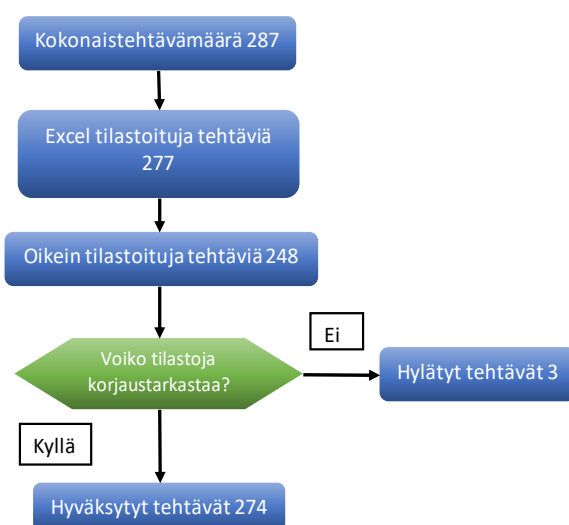 Kokonaistehtävämäärä 287
Excel tilastoituja tehtäviä
277
Oikein tilastoituja tehtäviä 248
Voiko tilastoja
korjaustarkastaa?
Ei
Hylätyt tehtävät 3
Kyllä
Hyväksytyt tehtävät 274